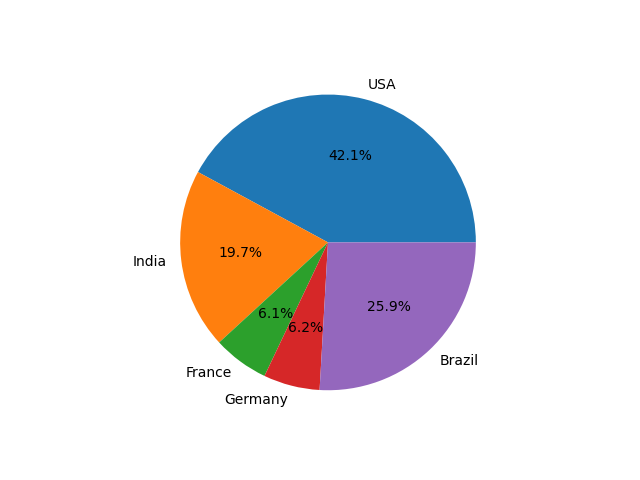 USA
42.1%
India
19.7%
6.1%
6.2%
25.9%
France
Germany
Brazil